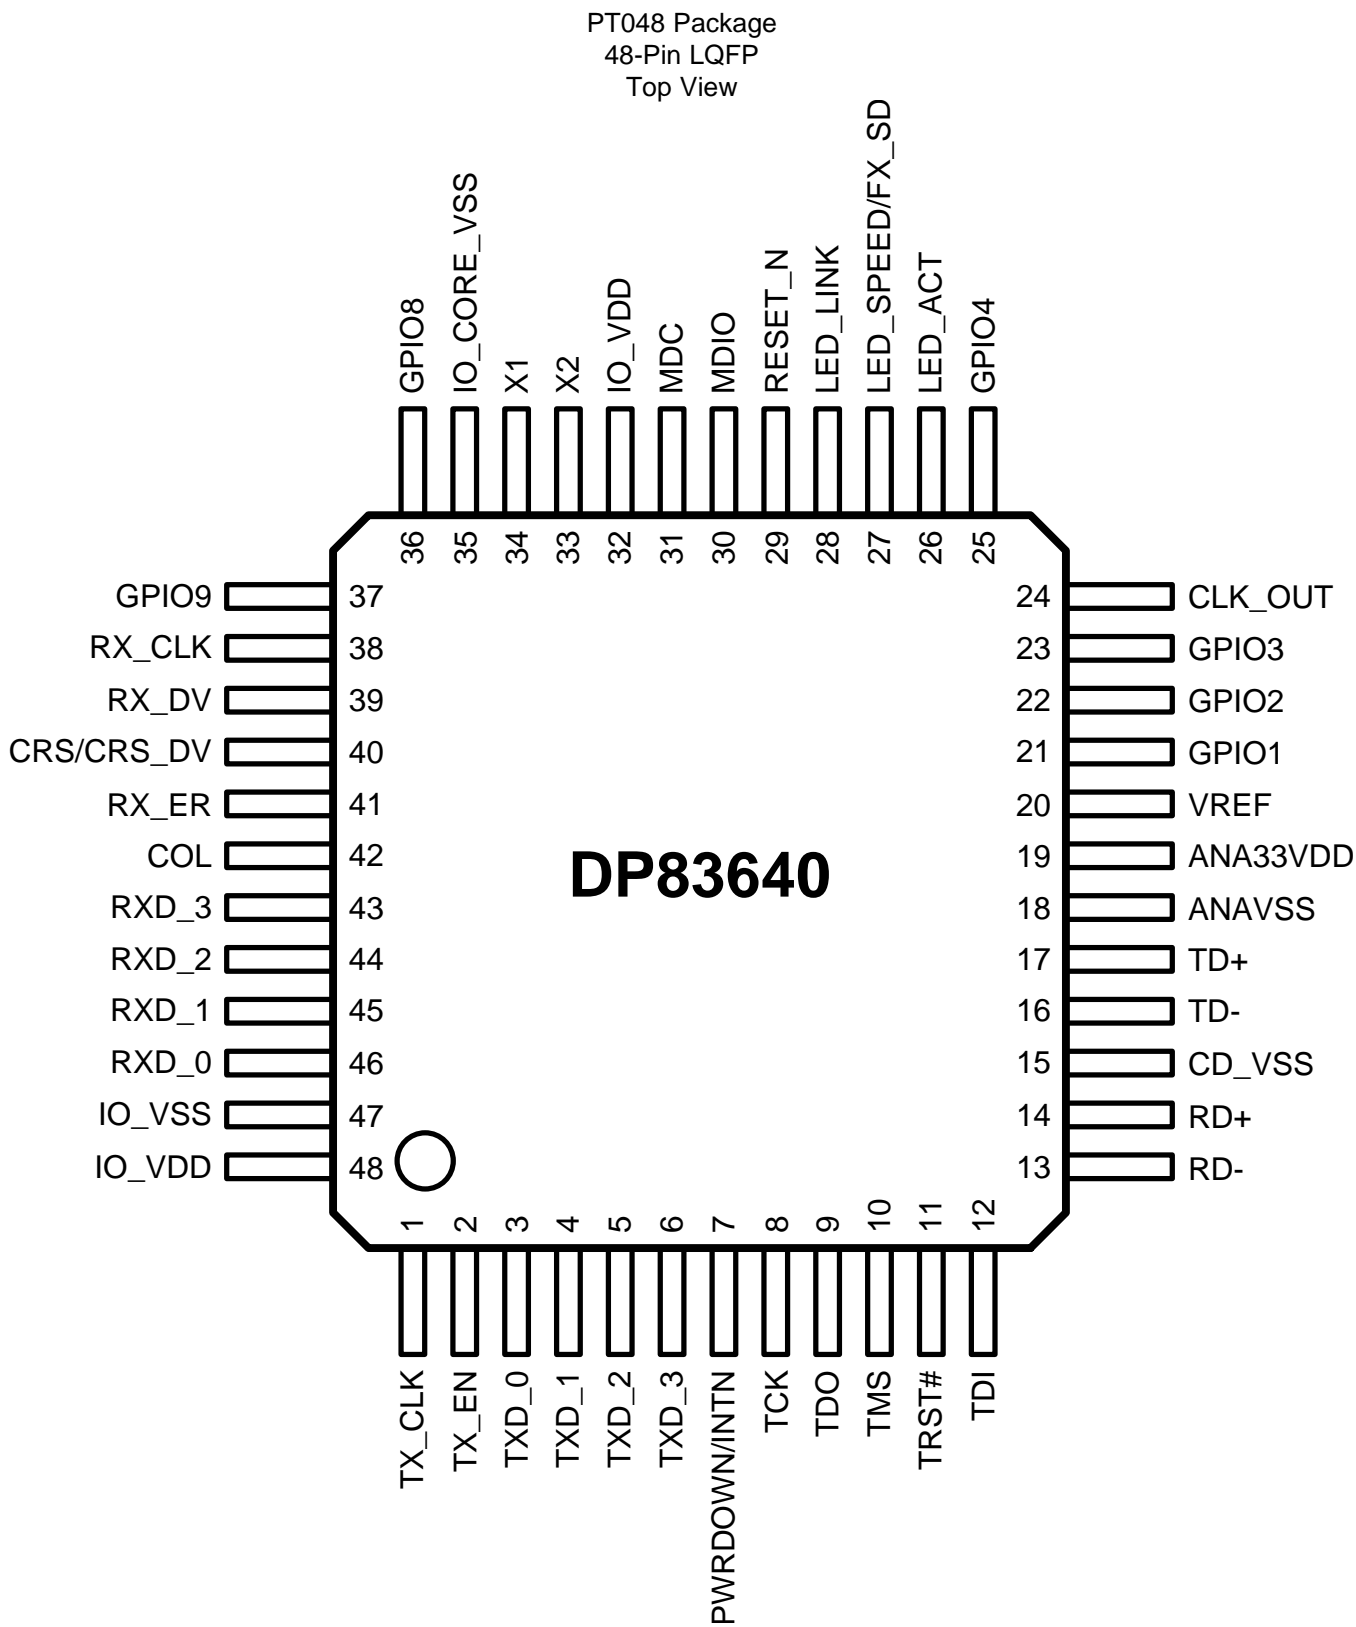 PT048 Package
48-Pin LQFP
Top View
GPIO8
IO_CORE_VSS
X1
X2
IO_VDD
MDC
MDIO
RESET_N
LED_LINK
LED_SPEED/FX_SD
LED_ACT
GPIO4
36
35
34
33
32
31
30
29
28
27
26
25
GPIO9 37
RX_CLK 38
RX_DV 39
CRS/CRS_DV 40
RX_ER 41
COL 42
RXD_3 43
RXD_2 44
RXD_1 45
RXD_0 46
IO_VSS 47
IO_VDD 48
DP83640
24 CLK_OUT
23 GPIO3
22 GPIO2
21 GPIO1
20 VREF
19 ANA33VDD
18 ANAVSS
17 TD+
16 TD-
15 CD_VSS
14 RD+
13 RD-
1
2
3
4
5
6
7
8
9
10
11
12
TX_CLK
TX_EN
TXD_0
TXD_1
TXD_2
TXD_3
PWRDOWN/INTN
TCK
TDO
TMS
TRST#
TDI